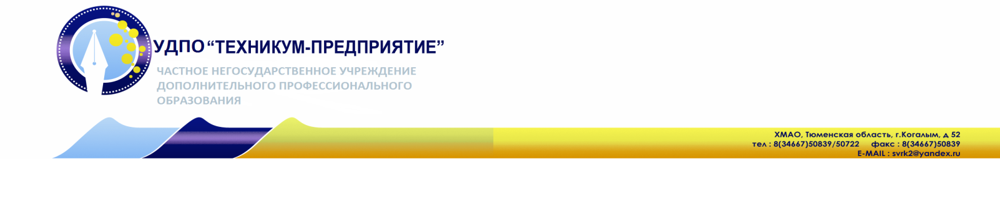 УДПО “ТЕХНИКУМ-ПРЕДПРИЯТИЕ”
ЧАСТНОЕ НЕГОСУДАРСТВЕННОЕ УЧРЕЖДЕНИЕ
ДОПОЛНИТЕЛЬНОГО ПРОФЕССИОНАЛЬНОГО
ОБРАЗОВАНИЯ
ХМАО, Тюменская область, г.Когалым, д 52
тел : 8(34667)50839/50722 факс : 8(34667)50839
E-MAIL : svrk2@yandex.ru